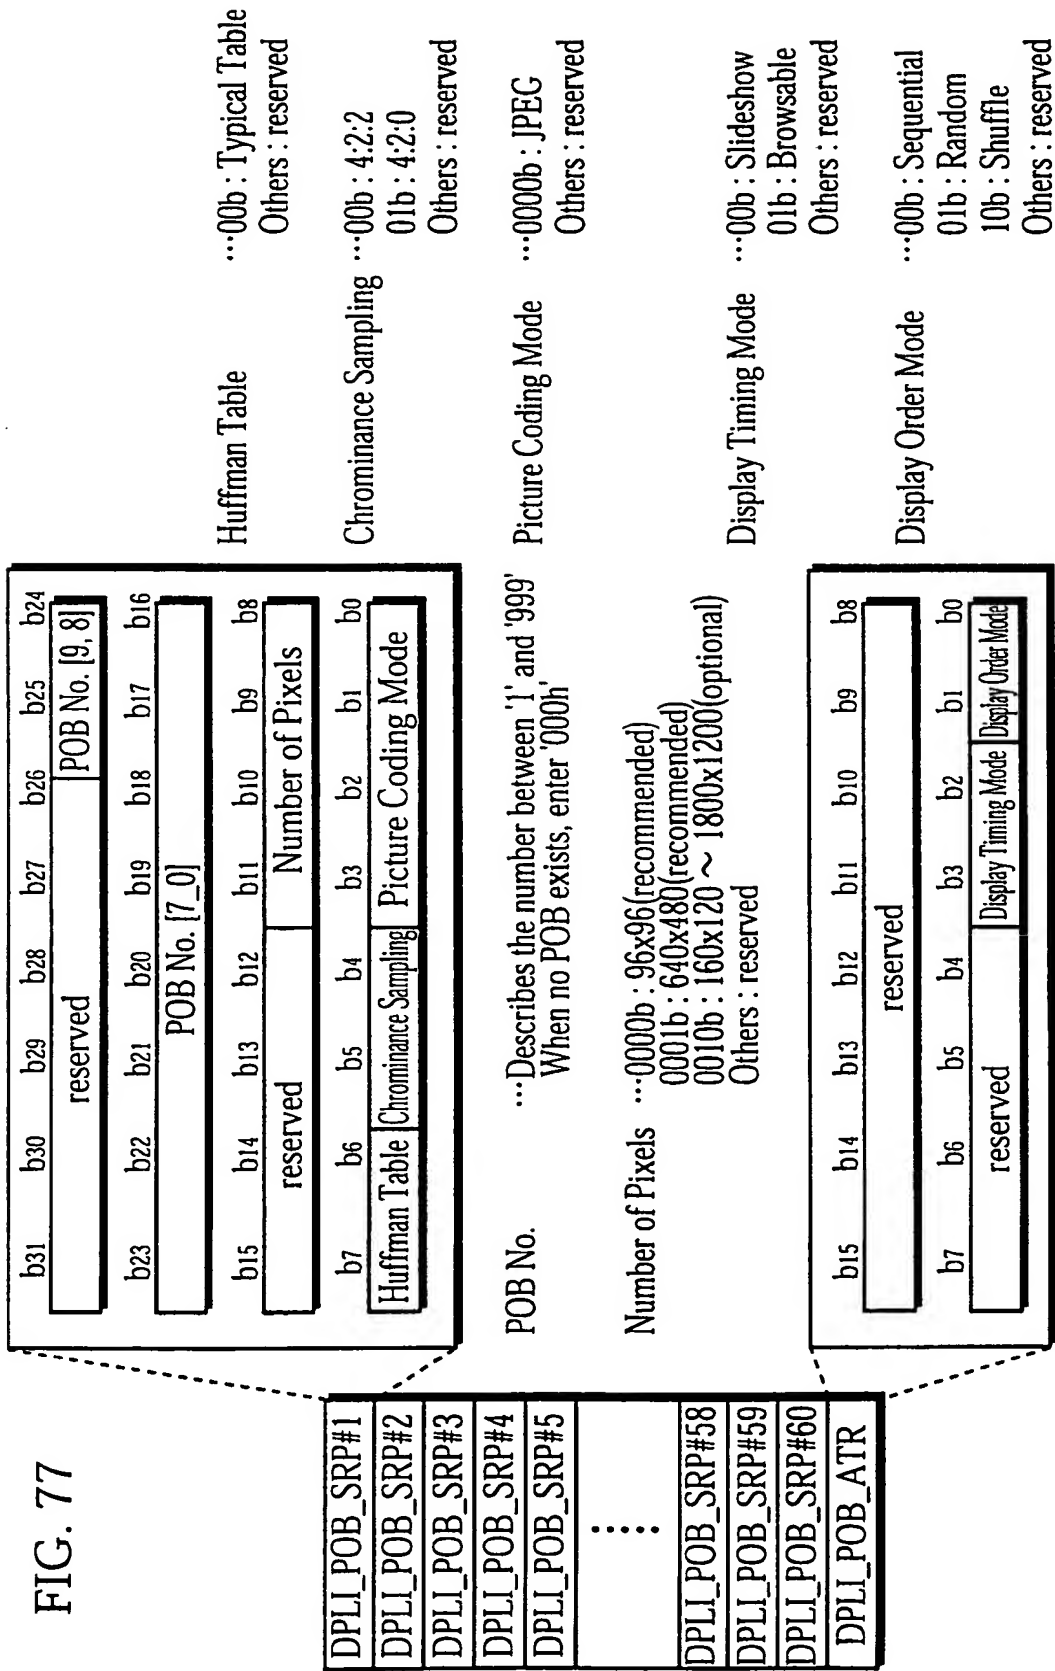 FIG. 77
DPLI_POB_SRP#1
DPLI_POB_SRP#2
DPLI_POB_SRP#3
DPLI_POB_SRP#4
DPLI_POB_SRP#5
......
DPLI_POB_SRP#58
DPLI_POB_SRP#59
DPLI_POB_SRP#60
DPLI_POB_ATR
b31 b30 b29 b28 b27 b26 b25 b24
reserved POB No. [9, 8]
b23 b22 b21 b20 b19 b18 b17 b16
POB No. [7_0]
b15 b14 b13 b12 b11 b10 b9 b8
reserved Number of Pixels
b7 b6 b5 b4 b3 b2 b1 b0
Huffman Table Chrominance Sampling Picture Coding Mode
POB No. ···Describes the number between '1' and '999'
When no POB exists, enter '000h'
Number of Pixels ···0000b : 96x96(recommended)
0001b : 640x480(recommended)
0010b : 160x120 ~ 1800x1200(optional)
Others : reserved
b15 b14 b13 b12 b11 b10 b9 b8
reserved
b7 b6 b5 b4 b3 b2 b1 b0
reserved Display Timing Mode Display Order Mode
Huffman Table ···00b : Typical Table
Others : reserved
Chrominance Sampling ···00b : 4:2:2
01b : 4:2:0
Others : reserved
Picture Coding Mode ···0000b : JPEG
Others : reserved
Display Timing Mode ···00b : Slideshow
01b : Browsable
Others : reserved
Display Order Mode ···00b : Sequential
01b : Random
10b : Shuffle
Others : reserved